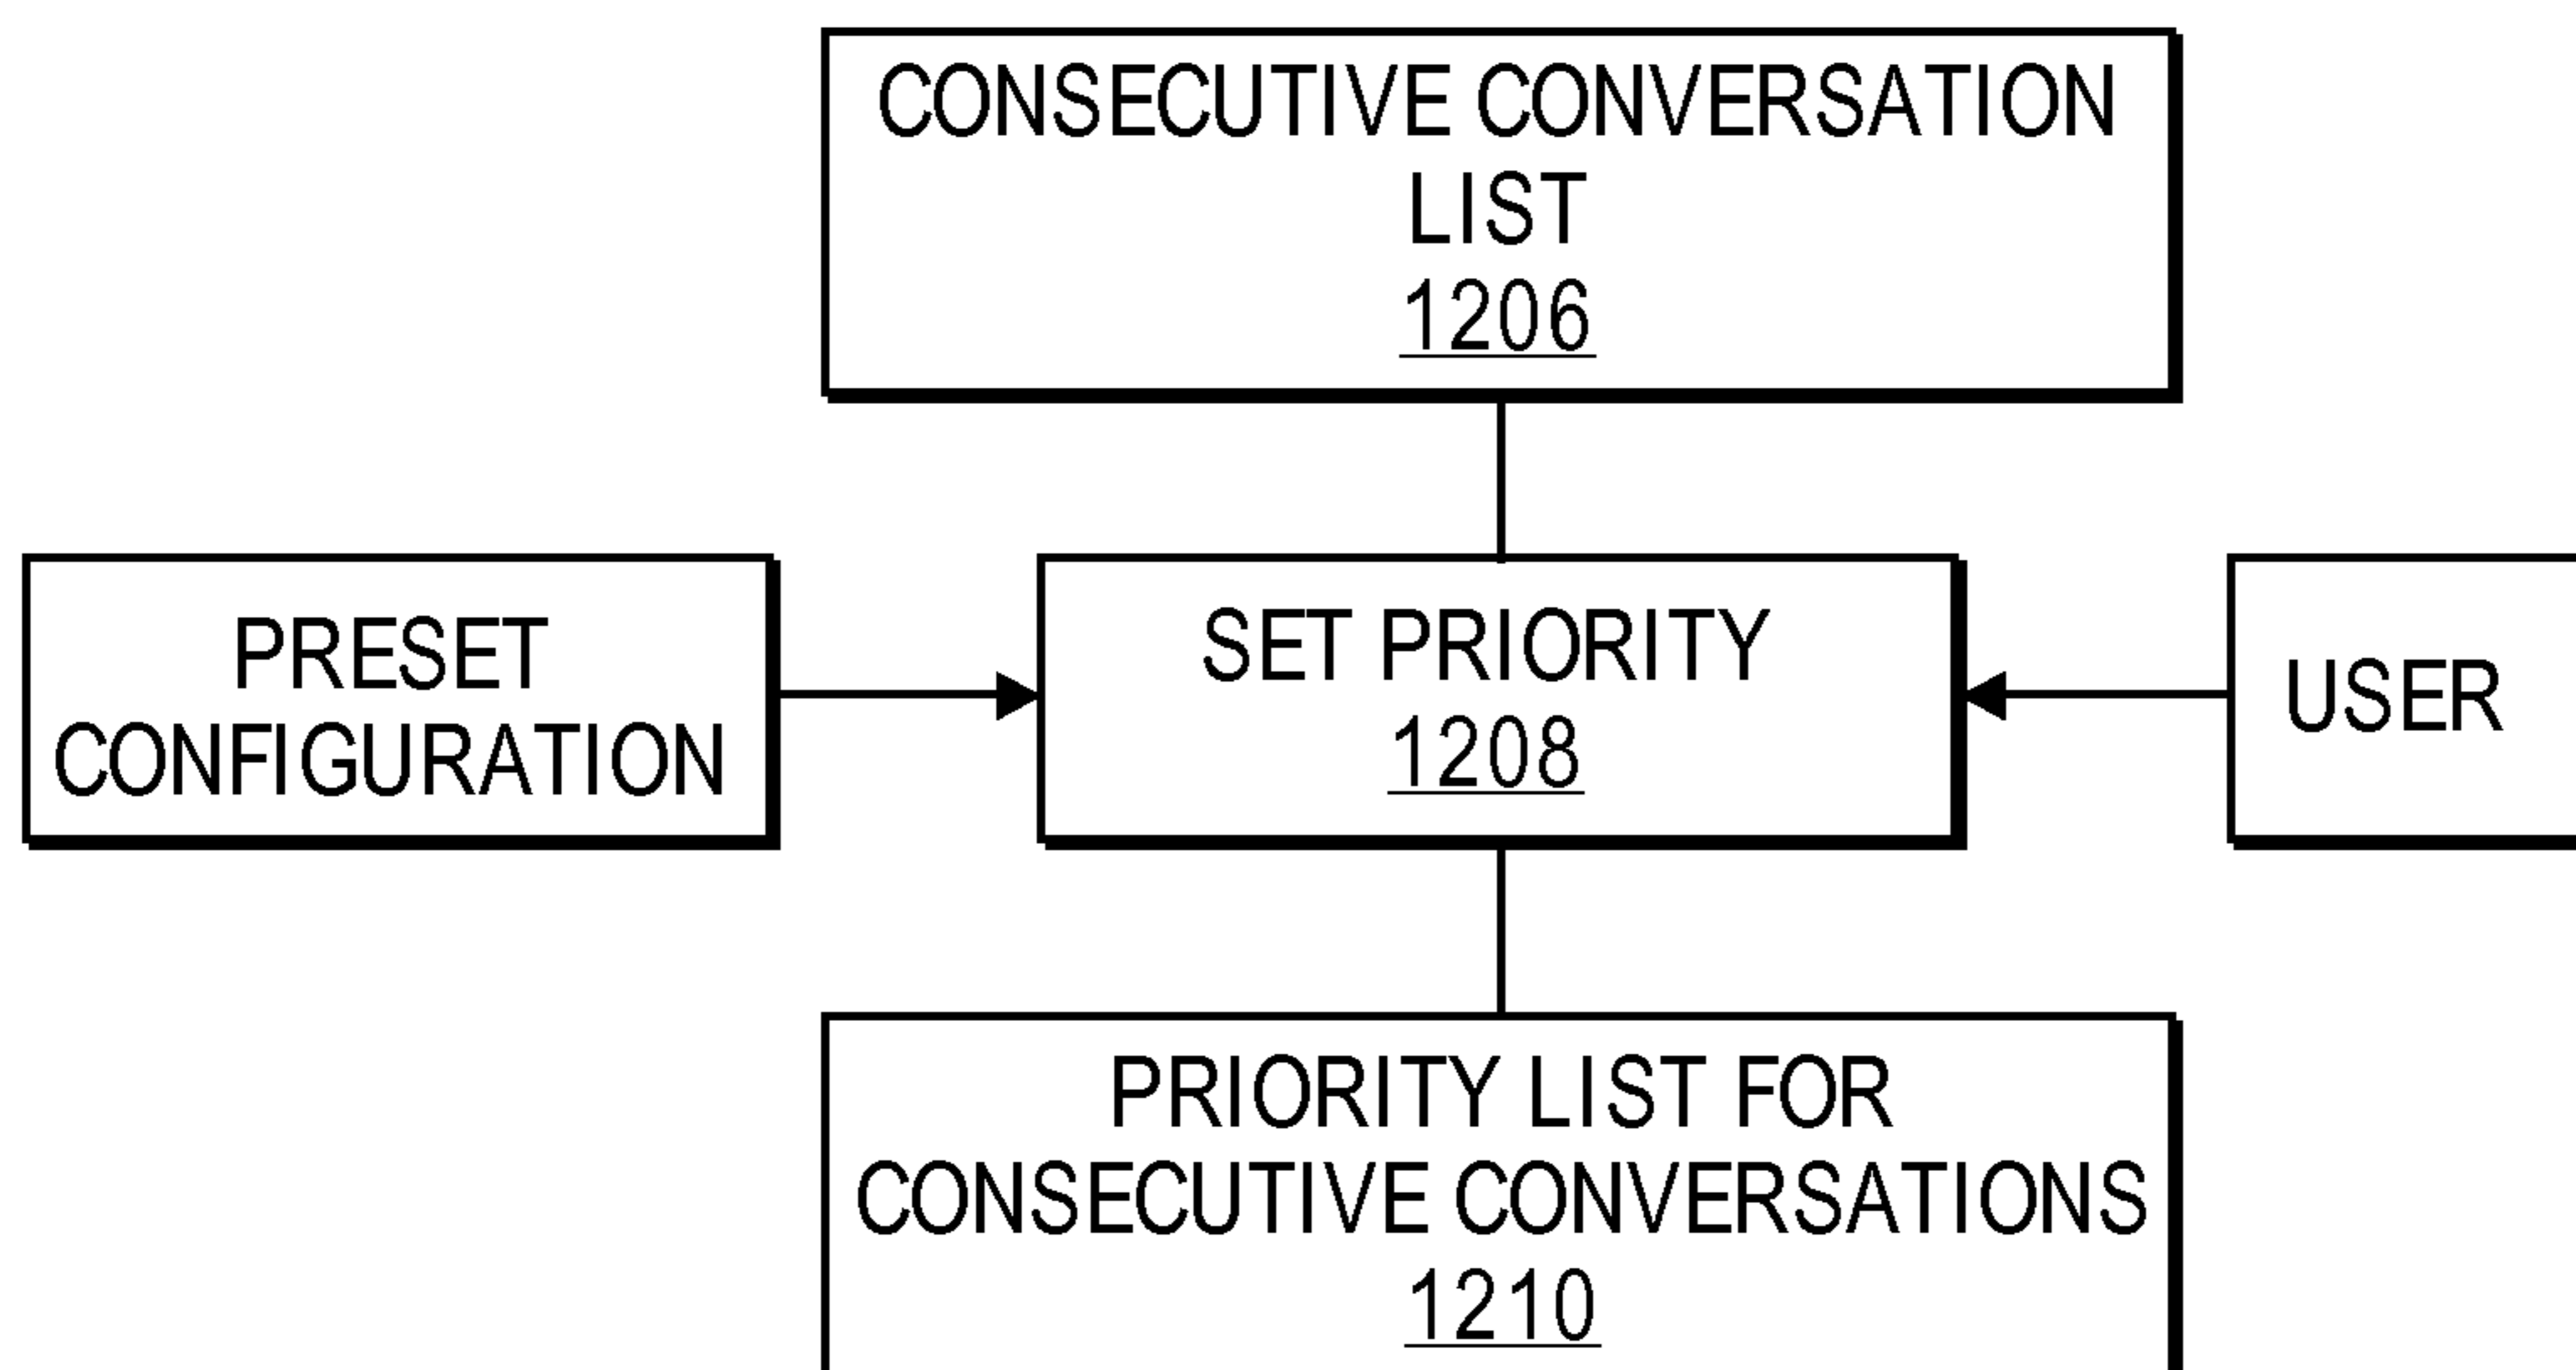 CONSECUTIVE CONVERSATION
LIST
1206
PRESET
CONFIGURATION
SET PRIORITY
1208
USER
PRIORITY LIST FOR
CONSECUTIVE CONVERSATIONS
1210